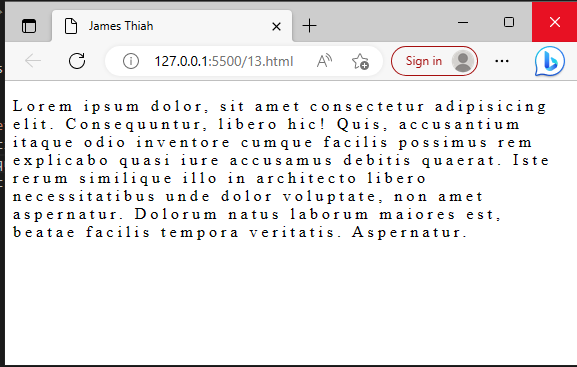 James Thiah
127.0.0.1:5500/13.html
Sign in
Lorem ipsum dolor, sit amet consectetur adipisicing
elit. Consequuntur, libero hic! Quis, accusantium
itaque odio inventore cumque facilis possimus rem
explicabo quasi iure accusamus debitis quaerat. Iste
rerum similique illo in architecto libero
necessitatibus unde dolor voluptate, non amet
aspernatur. Dolorum natus laborum maiores est,
beatae facilis tempora veritatis. Aspernatur.